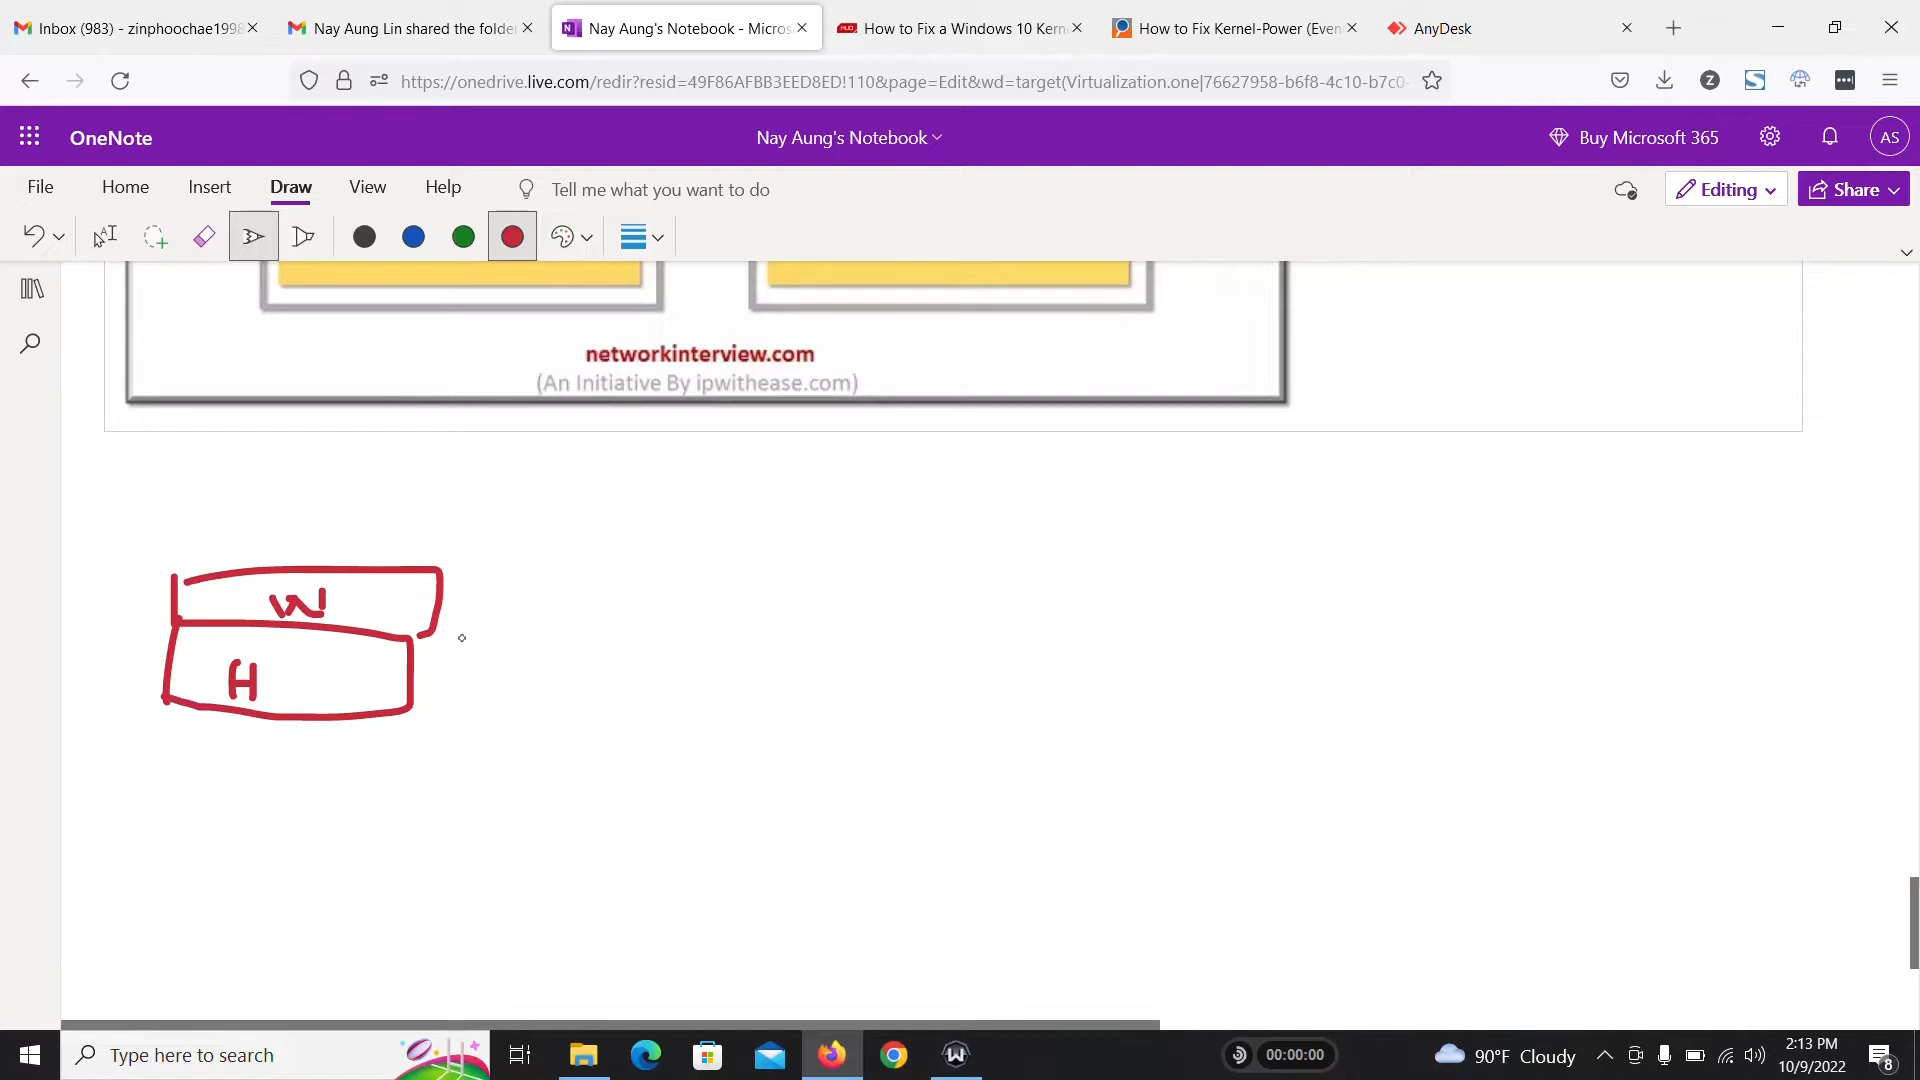 Inbox (983) - zinphoochae1998
Nay Aung Lin shared the folder
Nay Aung's Notebook - Micros
How to Fix a Windows 10 Kern
How to Fix Kernel-Power (Even
AnyDesk
https://onedrive.live.com/redir?resid=49F86AFBB3EED8ED!110&page=Edit&wd=target(Virtualization.one|76627958-b6f8-4c10-b7c0-
OneNote
Nay Aung's Notebook
Buy Microsoft 365
AS
File Home Insert Draw View Help Tell me what you want to do
Editing
Share
networkinterview.com
(An Initiative By ipwithease.com)
W
H
Type here to search
00:00:00
90°F Cloudy
2:13 PM
10/9/2022
8